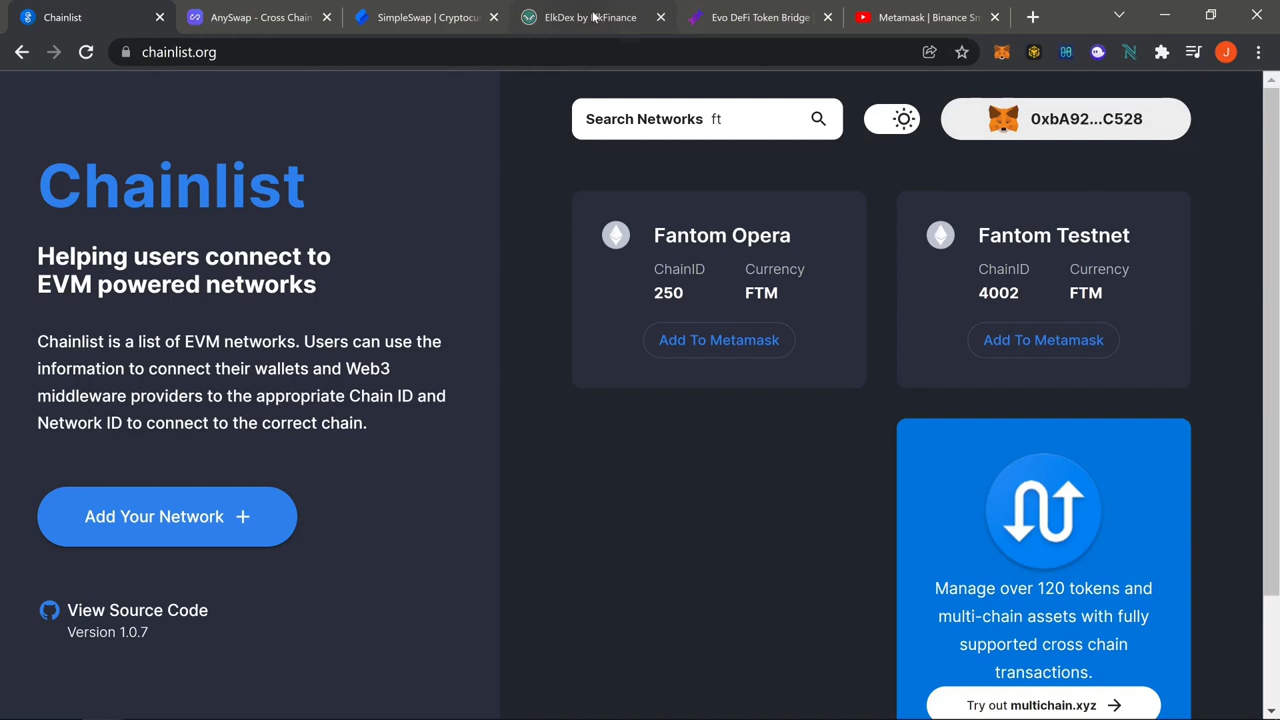 Chainlist
AnySwap - Cross Chain
SimpleSwap | Cryptocu
ElkDex by ElkFinance
Evo DeFi Token Bridge
Metamask | Binance Sm
chainlist.org
J
Search Networks ft
0xbA92...C528
Chainlist
Helping users connect to
EVM powered networks
Chainlist is a list of EVM networks. Users can use the
information to connect their wallets and Web3
middleware providers to the appropriate Chain ID and
Network ID to connect to the correct chain.
Add Your Network +
View Source Code
Version 1.0.7
Fantom Opera
ChainID Currency
250 FTM
Add To Metamask
Fantom Testnet
ChainID Currency
4002 FTM
Add To Metamask
Manage over 120 tokens and
multi-chain assets with fully
supported cross chain
transactions.
Try out multichain.xyz →